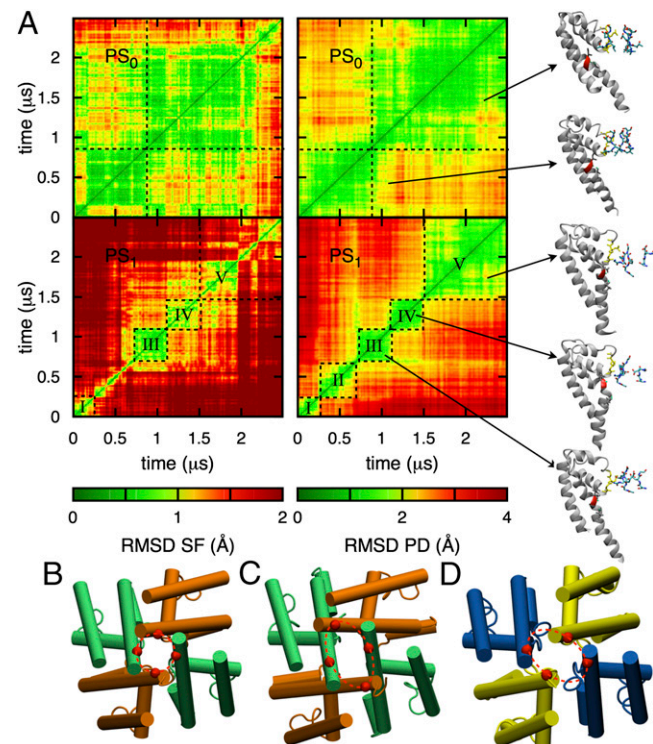 A
PS0
PS0
time (µs)
2
1.5
1
0.5
0
PS1
PS1
V
V
IV
IV
III
III
II
I
I
time (µs)
2
1.5
1
0.5
0
0 0.5 1 1.5 2
0 0.5 1 1.5 2
time (µs)
time (µs)
0 1 2
0 2 4
RMSD SF (Å)
RMSD PD (Å)
B
C
D